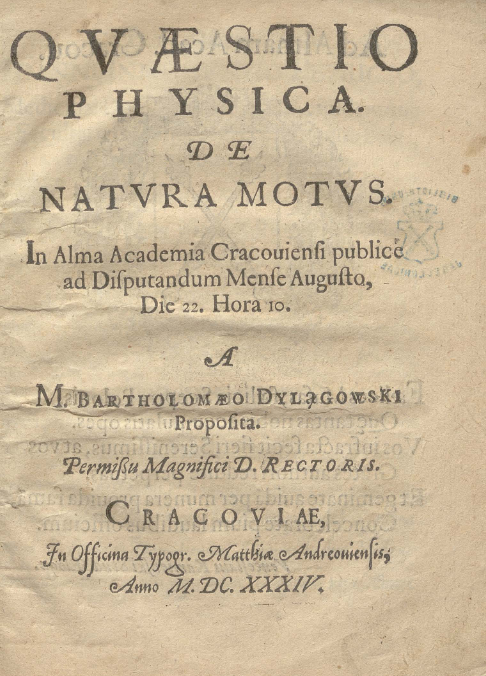 QVÆSTIO
PHYSICA.
DE
NATVRA MOTVS.
In Alma Academia Cracouiensi publicè
ad Disputandum Mense Augusto,
Die 22. Hora 10.
A
M. BARTHOLOMÆO DYLĄGOWSKI
Proposita.
Permissu Magnifici D. RECTORIS.
CRACOVIAE,
In Officina Typogr. Matthiæ Andreouiensis,
Anno M. DC. XXXIV.